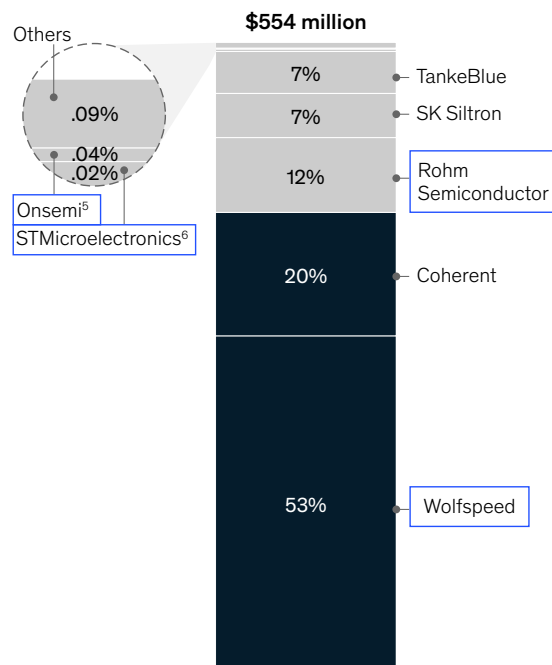 $554 million
Others
.09%
.04%
.02%
Onsemi⁵
STMicroelectronics⁶
7%
TankeBlue
7%
SK Siltron
12%
Rohm
Semiconductor
20%
Coherent
53%
Wolfspeed